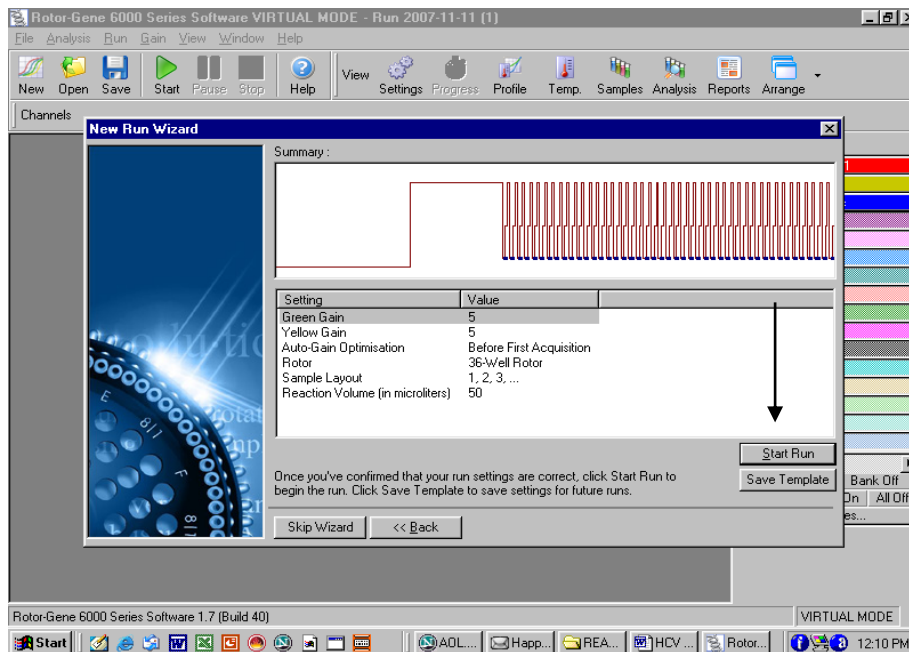 Rotor-Gene 6000 Series Software VIRTUAL MODE - Run 2007-11-11 (1)
File Analysis Run Gain View Window Help
New Open Save Start Pause Stop Help View Settings Progress Profile Temp. Samples Analysis Reports Arrange
Channels
New Run Wizard
Summary :
Setting Value
Green Gain 5
Yellow Gain 5
Auto-Gain Optimisation Before First Acquisition
Rotor 36-Well Rotor
Sample Layout 1, 2, 3, ...
Reaction Volume (in microliters) 50
Start Run
Once you've confirmed that your run settings are correct, click Start Run to
begin the run. Click Save Template to save settings for future runs.
Save Template
Skip Wizard << Back
Bank Off
On All Off
es...
Rotor-Gene 6000 Series Software 1.7 (Build 40) VIRTUAL MODE
Start AOL.... Happ... REA... HCV ... Rotor... 12:10 PM